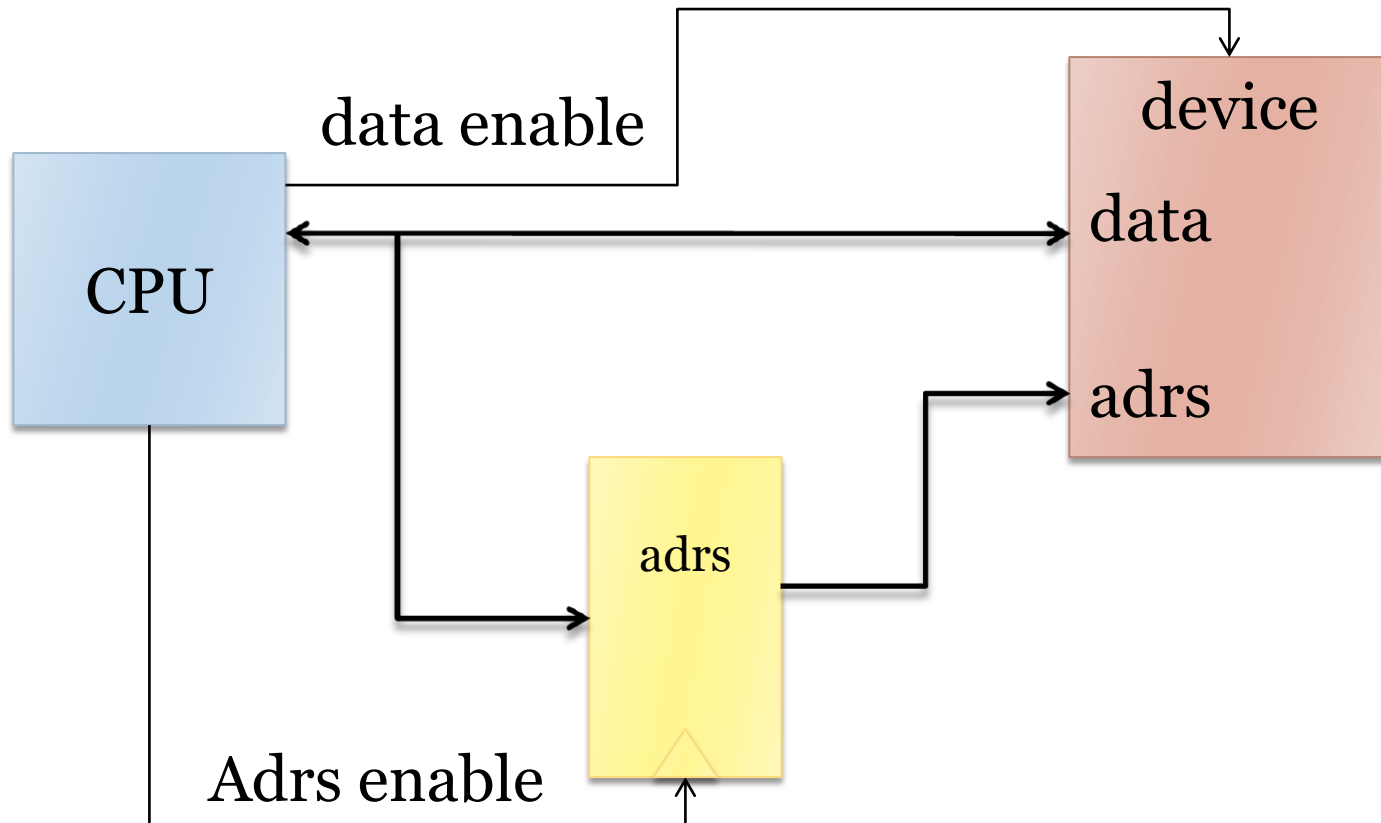 device
data enable
data
CPU
adrs
adrs
Adrs enable